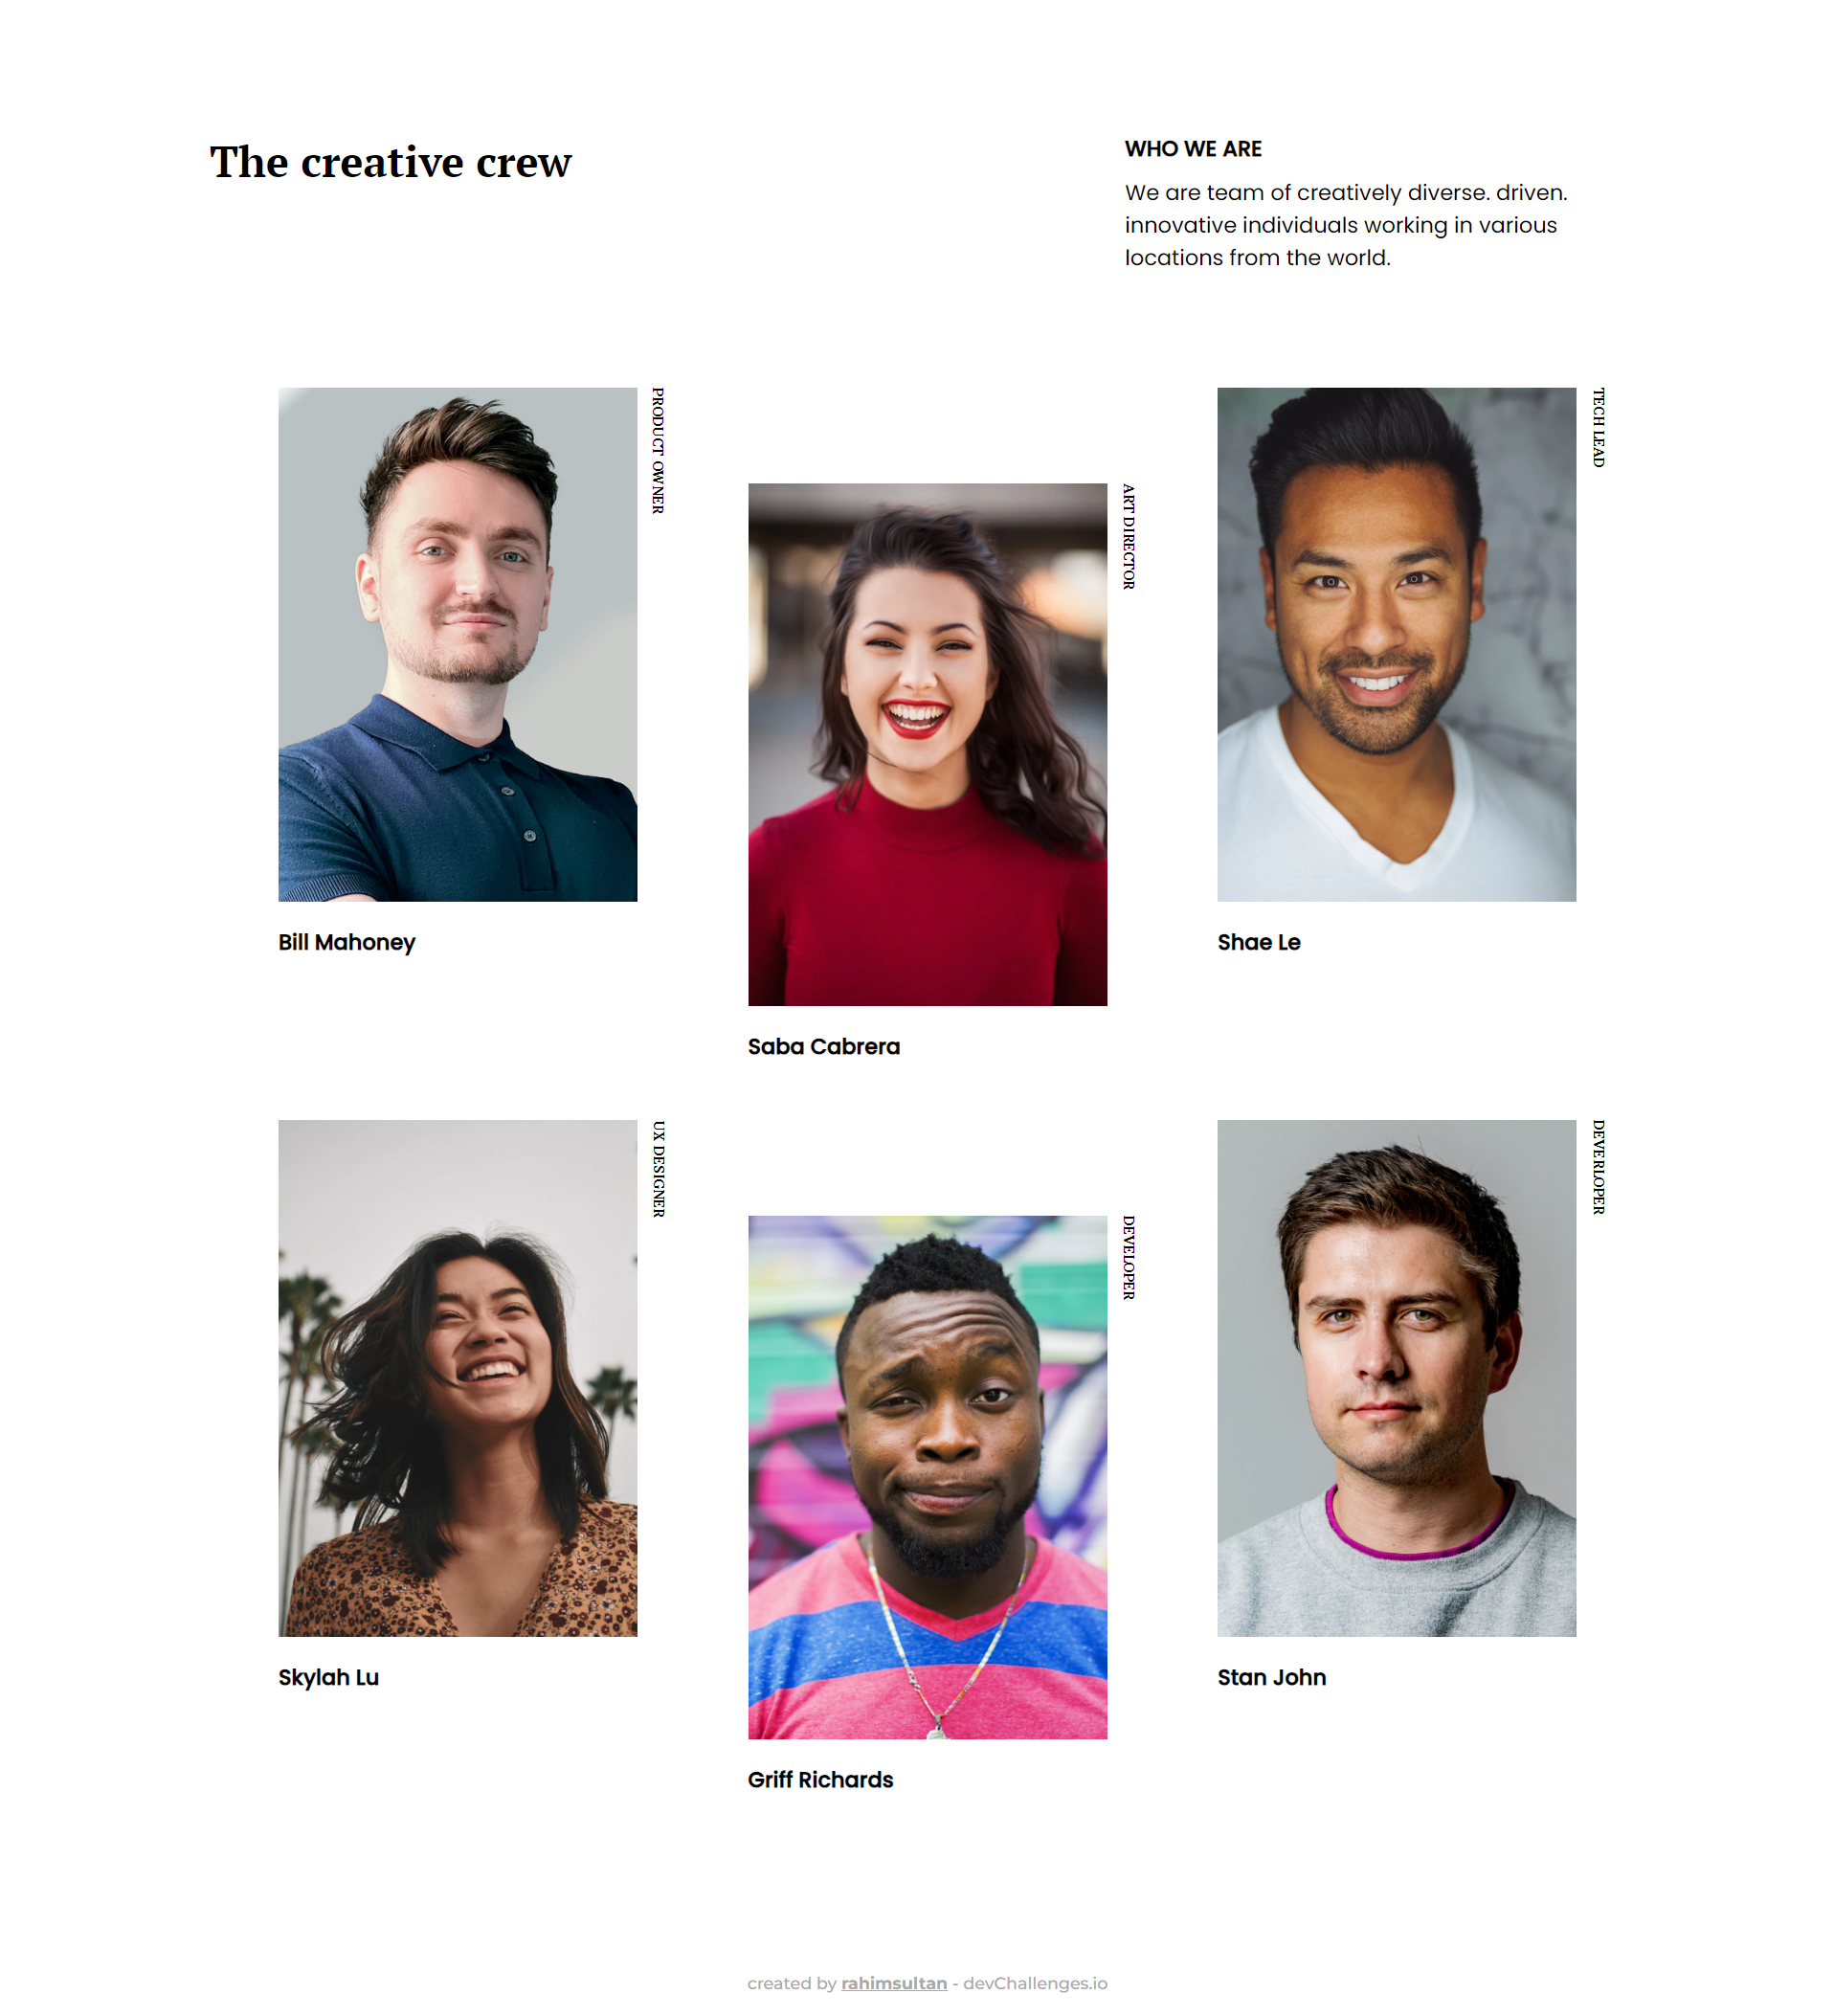 The creative crew
WHO WE ARE
We are team of creatively diverse. driven.
innovative individuals working in various
locations from the world.
PRODUCT OWNER
Bill Mahoney
ART DIRECTOR
Saba Cabrera
TECH LEAD
Shae Le
UX DESIGNER
Skylah Lu
DEVELOPER
Griff Richards
DEVERLOPER
Stan John
created by rahimsultan - devChallenges.io